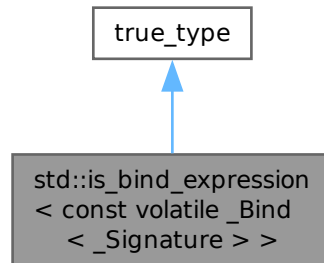 true_type
std::is_bind_expression
< const volatile _Bind
< _Signature > >